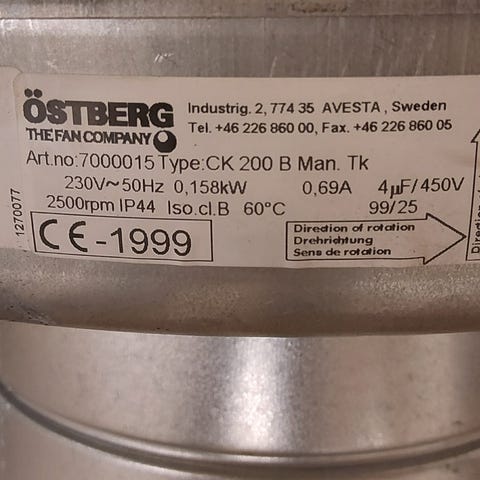 ÖSTBERG
THE FAN COMPANY
Industrig. 2, 774 35 AVESTA , Sweden
Tel. +46 226 860 00, Fax. +46 226 860 05
Art.no:7000015 Type:CK 200 B Man. Tk
230V~50Hz 0,158kW 0,69A 4µF/450V
2500rpm IP44 Iso.cl.B 60°C 99/25
CE-1999
Direction of rotation
Drehrichtung
Sens de rotation
1270077